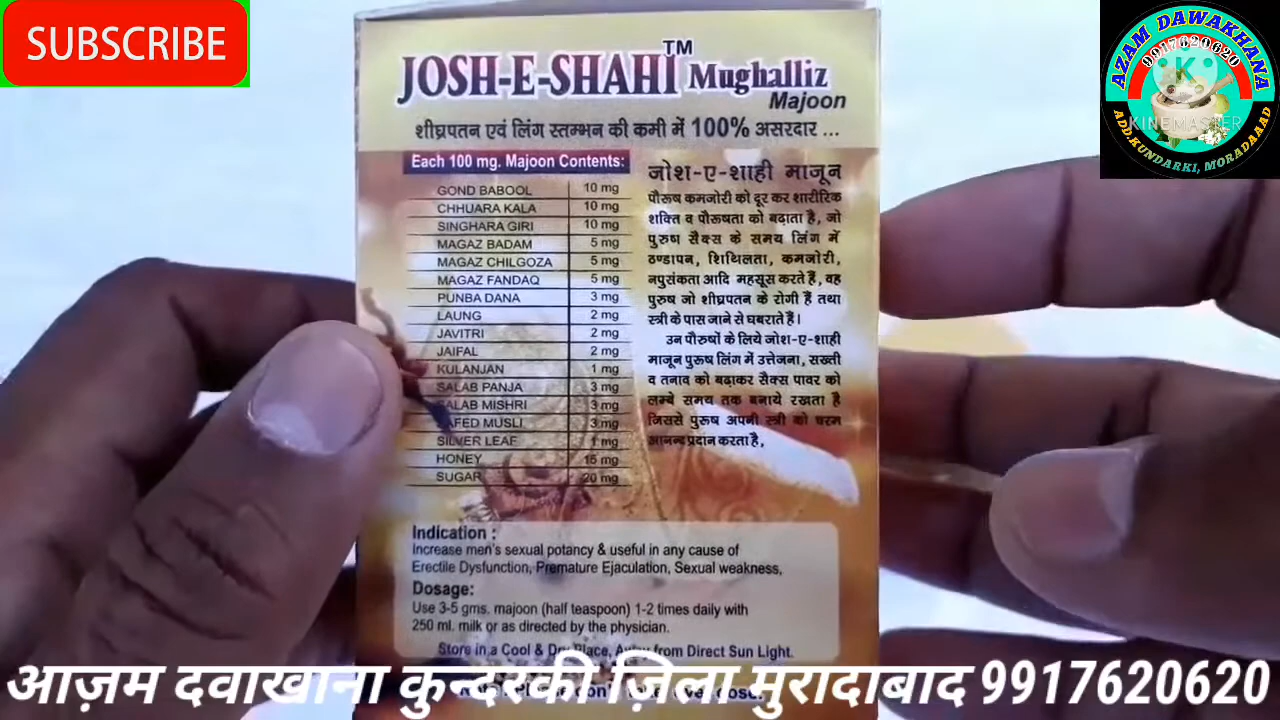 SUBSCRIBE
AZAM DAWAKHANA
9917620620
K
KINEMASTER
ADD.KUNDARKI, MORADAAAD
JOSH-E-SHAHI™ Mughalliz
Majoon
शीघ्रपतन एवं लिंग स्तम्भन की कमी में 100% असरदार ...
Each 100 mg. Majoon Contents:
GOND BABOOL 10 mg
CHHUARA KALA 10 mg
SINGHARA GIRI 10 mg
MAGAZ BADAM 5 mg
MAGAZ CHILGOZA 5 mg
MAGAZ FANDAQ 5 mg
PUNBA DANA 3 mg
LAUNG 2 mg
JAVITRI 2 mg
JAIFAL 2 mg
KULANJAN 1 mg
SALAB PANJA 3 mg
SALAB MISHRI 3 mg
SAFED MUSLI 3 mg
SILVER LEAF 1 mg
HONEY 15 mg
SUGAR 20 mg
जोश-ए-शाही माजून
पौरूष कमजोरी को दूर कर शारीरिक
शक्ति व पौरूषता को बढ़ाता है, जो
पुरुष सैक्स के समय लिंग में
ठण्डापन, शिथिलता, कमजोरी,
नपुसंकता आदि महसूस करते हैं, वह
पुरुष जो शीघ्रपतन के रोगी हैं तथा
स्त्री के पास जाने से घबराते हैं।
उन पौरुषों के लिये जोश-ए-शाही
माजून पुरूष लिंग में उत्तेजना, सख्ती
व तनाव को बढ़ाकर सैक्स पावर को
लम्बे समय तक बनाये रखता है
जिससे पुरूष अपनी स्त्री को चरम
आनन्द प्रदान करता है,
Indication :
Increase men's sexual potancy & useful in any cause of
Erectile Dysfunction, Premature Ejaculation, Sexual weakness,
Dosage:
Use 3-5 gms. majoon (half teaspoon) 1-2 times daily with
250 ml. milk or as directed by the physician.
Store in a Cool & Dry Place, Away from Direct Sun Light.
आज़म दवाखाना कुन्दरकी ज़िला मुरादाबाद 9917620620